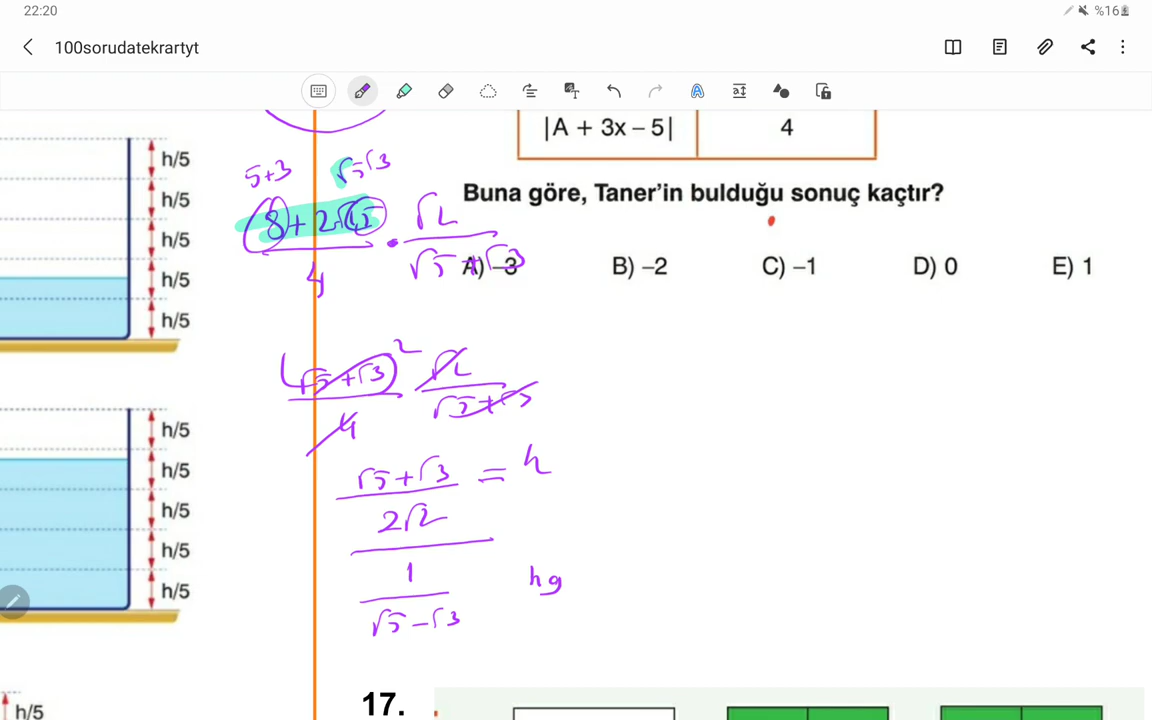 22:20
%16
100sorudatekrartyt
h/5
h/5
h/5
h/5
h/5
h/5
h/5
h/5
h/5
h/5
h/5
|A + 3x – 5|
4
Buna göre, Taner'in bulduğu sonuç kaçtır?
A) –3
B) –2
C) –1
D) 0
E) 1
5+3
√5 √3
8+2√15
4
· √2
√5+√3
(√5+√3)²
4
√2
√5+√3
√5+√3 = h
2√2
1
√5–√3
hg
17.